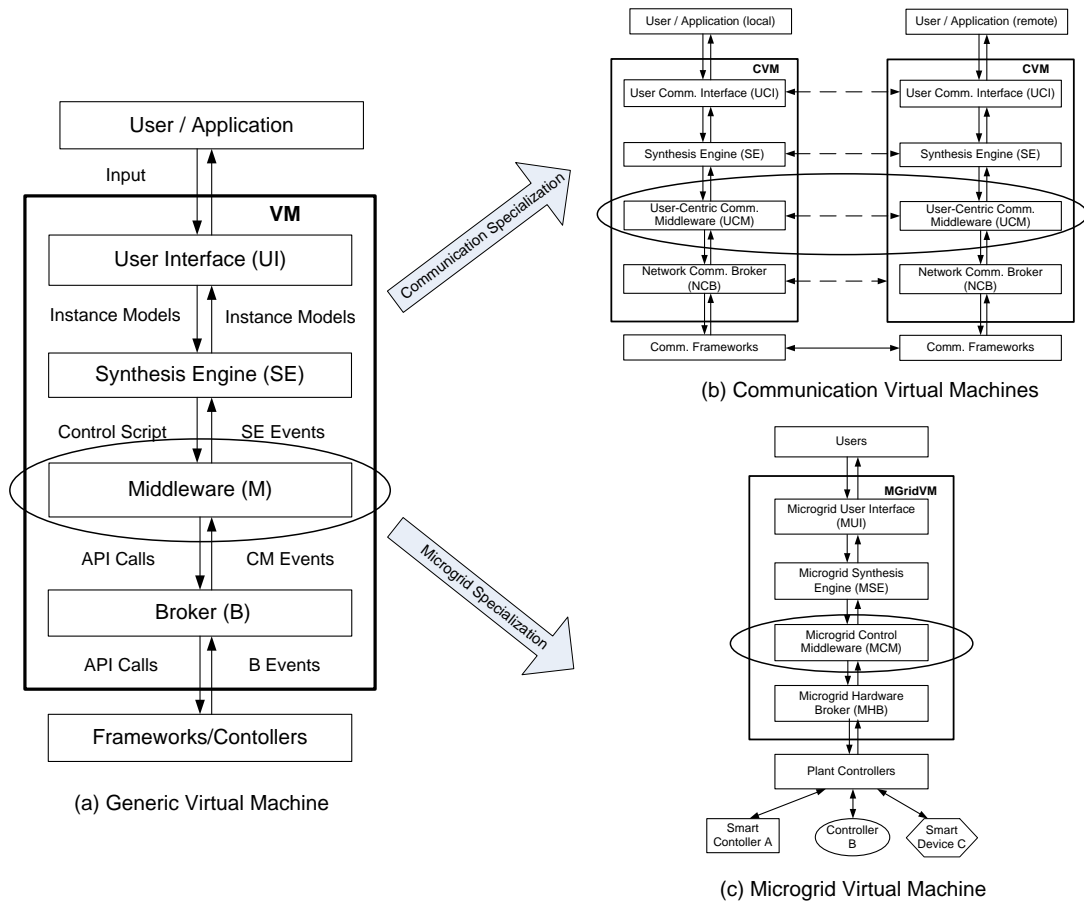 User / Application
Input
VM
User Interface (UI)
Instance Models
Instance Models
Synthesis Engine (SE)
Control Script
SE Events
Middleware (M)
API Calls
CM Events
Broker (B)
API Calls
B Events
Frameworks/Contollers
(a) Generic Virtual Machine
Communication Specialization
Microgrid Specialization
User / Application (local)
User / Application (remote)
CVM
CVM
User Comm. Interface (UCI)
User Comm. Interface (UCI)
Synthesis Engine (SE)
Synthesis Engine (SE)
User-Centric Comm.
Middleware (UCM)
User-Centric Comm.
Middleware (UCM)
Network Comm. Broker
(NCB)
Network Comm. Broker
(NCB)
Comm. Frameworks
Comm. Frameworks
(b) Communication Virtual Machines
Users
MGridVM
Microgrid User Interface
(MUI)
Microgrid Synthesis
Engine (MSE)
Microgrid Control
Middleware (MCM)
Microgrid Hardware
Broker (MHB)
Plant Controllers
Smart
Contoller A
Controller
B
Smart
Device C
(c) Microgrid Virtual Machine